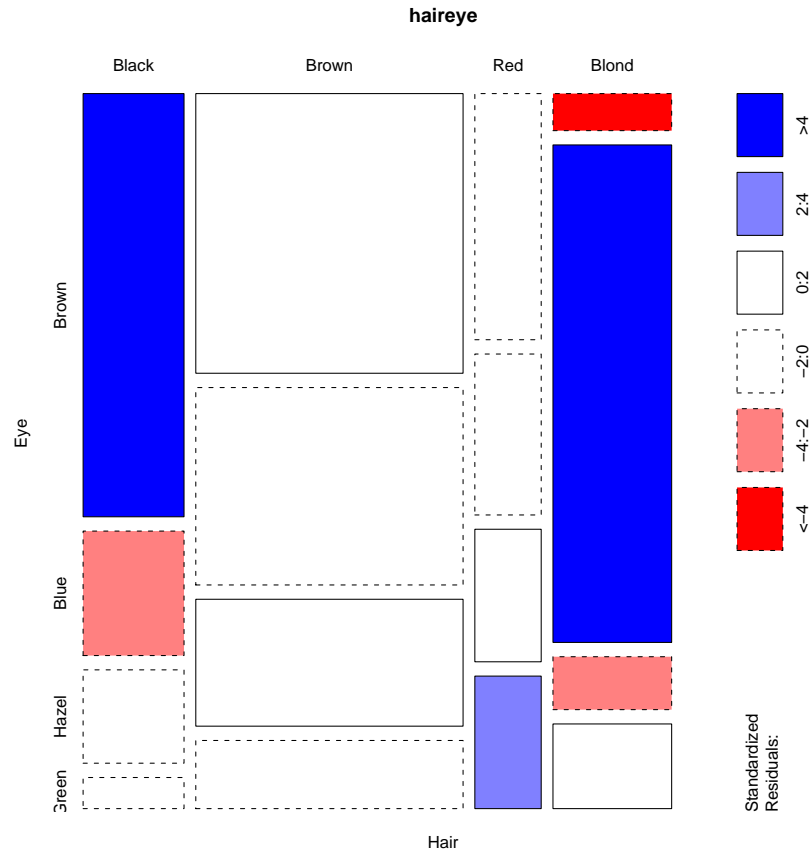 haireye
Black Brown Red Blond
Brown
Blue
Hazel
Green
Eye
Hair
Standardized
Residuals:
<−4
−4:−2
−2:0
0:2
2:4
>4